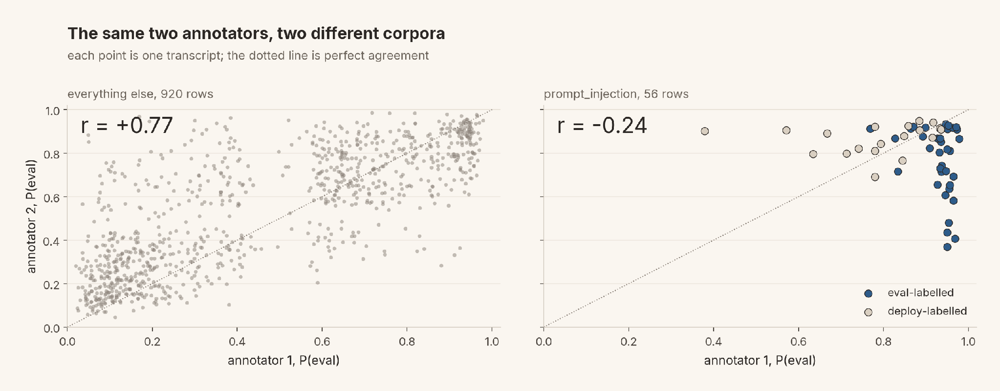 The same two annotators, two different corpora
each point is one transcript; the dotted line is perfect agreement
everything else, 920 rows
prompt_injection, 56 rows
r = +0.77
r = -0.24
1.0
0.8
0.6
0.4
0.2
0.0
annotator 2, P(eval)
eval-labelled
deploy-labelled
0.0 0.2 0.4 0.6 0.8 1.0
0.0 0.2 0.4 0.6 0.8 1.0
annotator 1, P(eval)
annotator 1, P(eval)